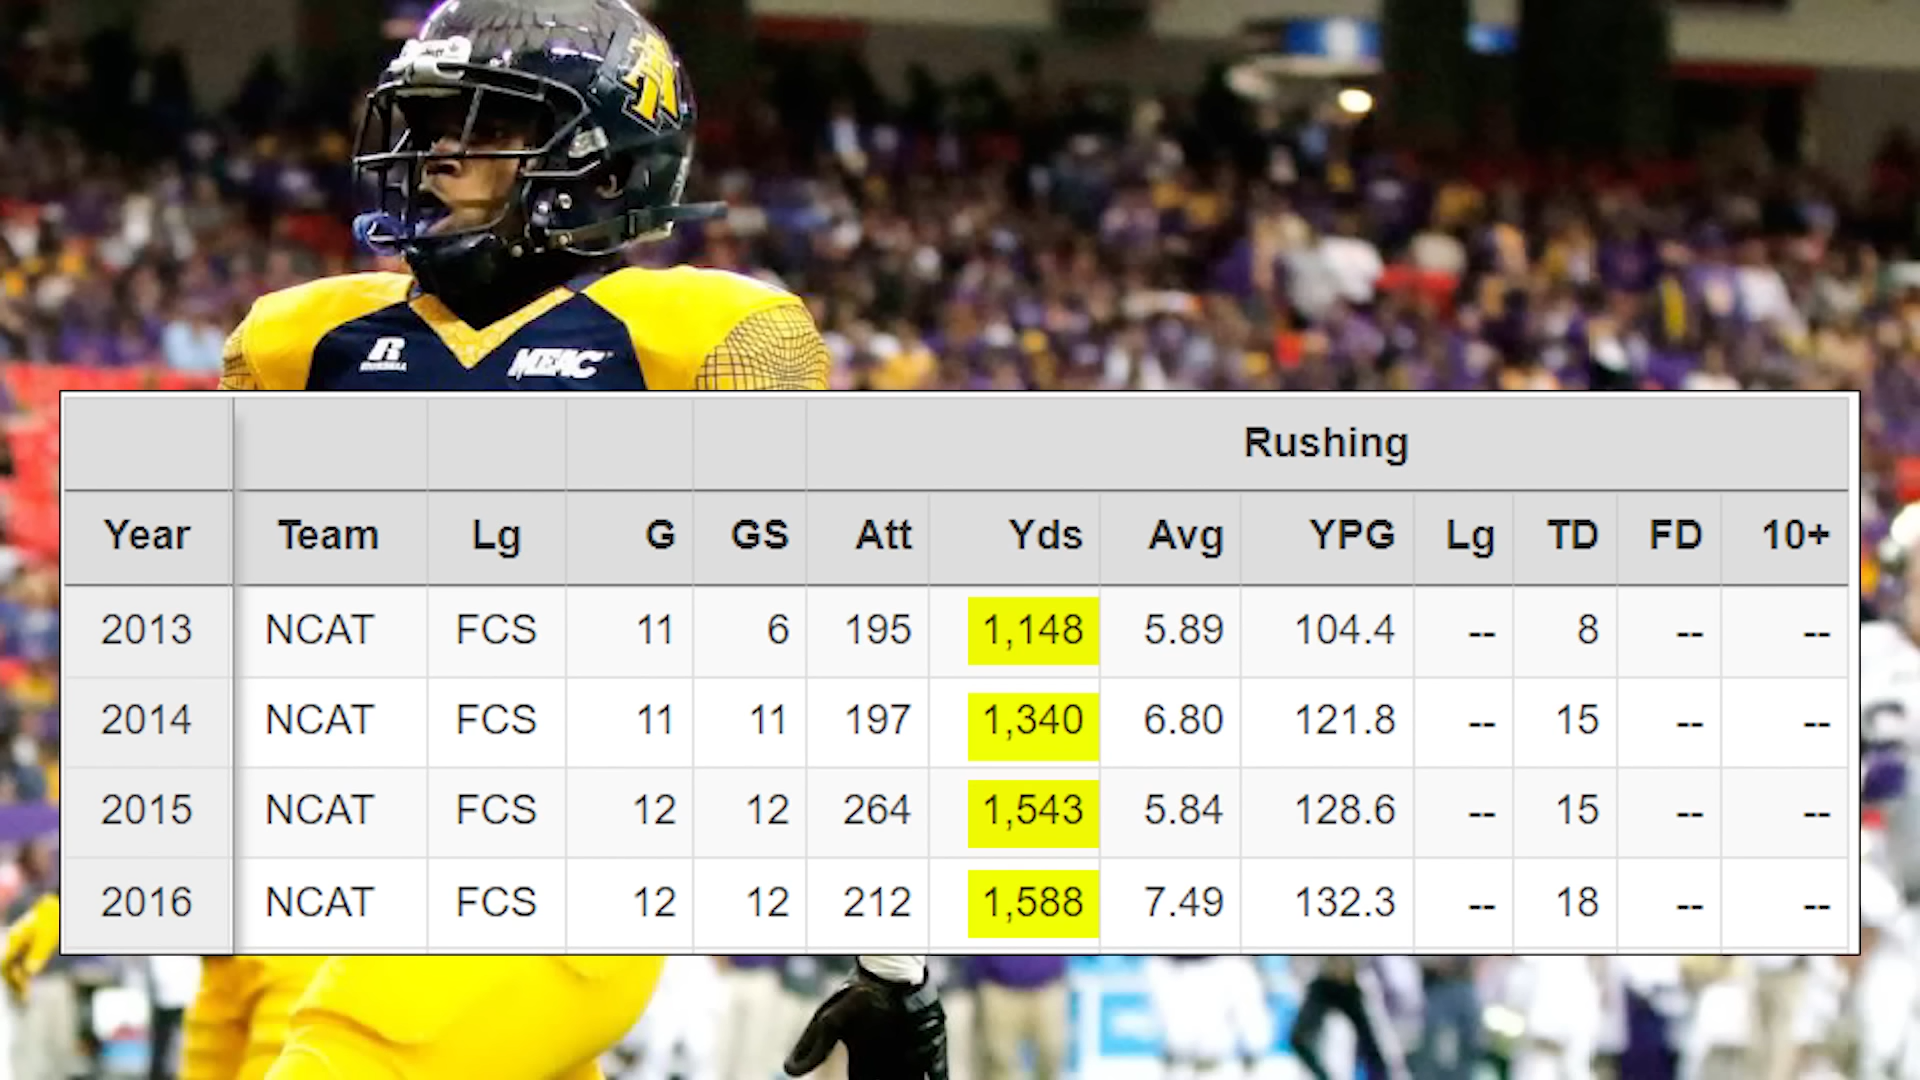 AT
R
RUSSELL
MEAC
Rushing
Year Team Lg G GS Att Yds Avg YPG Lg TD FD 10+
2013 NCAT FCS 11 6 195 1,148 5.89 104.4 -- 8 -- --
2014 NCAT FCS 11 11 197 1,340 6.80 121.8 -- 15 -- --
2015 NCAT FCS 12 12 264 1,543 5.84 128.6 -- 15 -- --
2016 NCAT FCS 12 12 212 1,588 7.49 132.3 -- 18 -- --